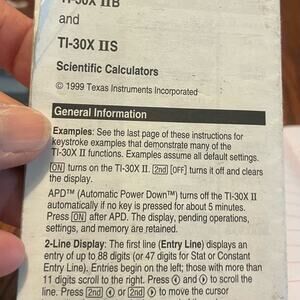 TI-30X IIB
and
TI-30X IIS
Scientific Calculators
© 1999 Texas Instruments Incorporated
General Information
Examples: See the last page of these instructions for
keystroke examples that demonstrate many of the
TI-30X II functions. Examples assume all default settings.
[ON] turns on the TI-30X II. [2nd] [OFF] turns it off and clears
the display.
APD™ (Automatic Power Down™) turns off the TI-30X II
automatically if no key is pressed for about 5 minutes.
Press [ON] after APD. The display, pending operations,
settings, and memory are retained.
2-Line Display: The first line (Entry Line) displays an
entry of up to 88 digits (or 47 digits for Stat or Constant
Entry Line). Entries begin on the left; those with more than
11 digits scroll to the right. Press ◀ and ▶ to scroll the
line. Press [2nd] ◀ or [2nd] ▶ to move the cursor